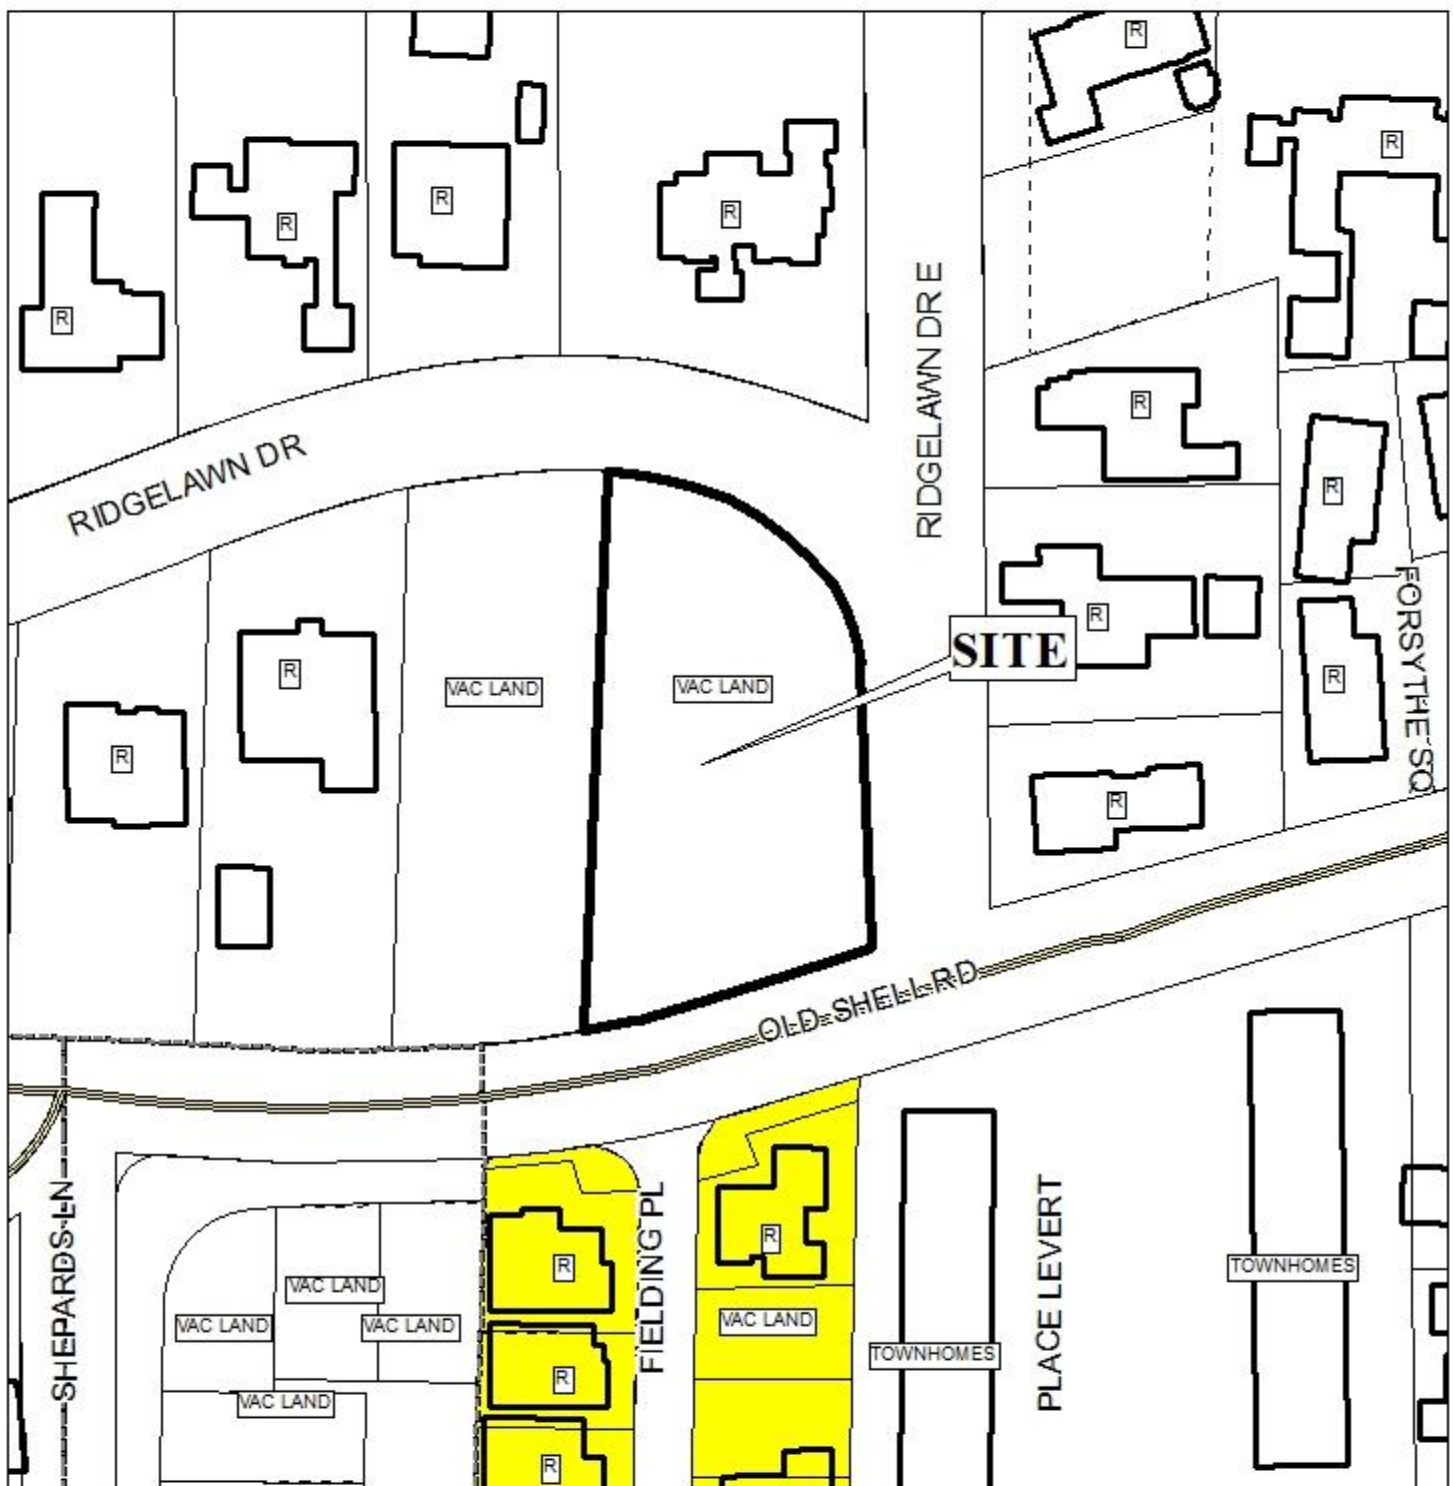 R
R
R
R
R
R
R
RIDGELAWN DR E
R
RIDGELAWN DR
R
R
SITE
FORSYTHE SQ
R
R
VAC LAND
VAC LAND
R
R
OLD SHELL RD
SHEPARDS LN
FIELDING PL
PLACE LEVERT
R
R
TOWNHOMES
VAC LAND
VAC LAND
VAC LAND
VAC LAND
TOWNHOMES
R
VAC LAND
R